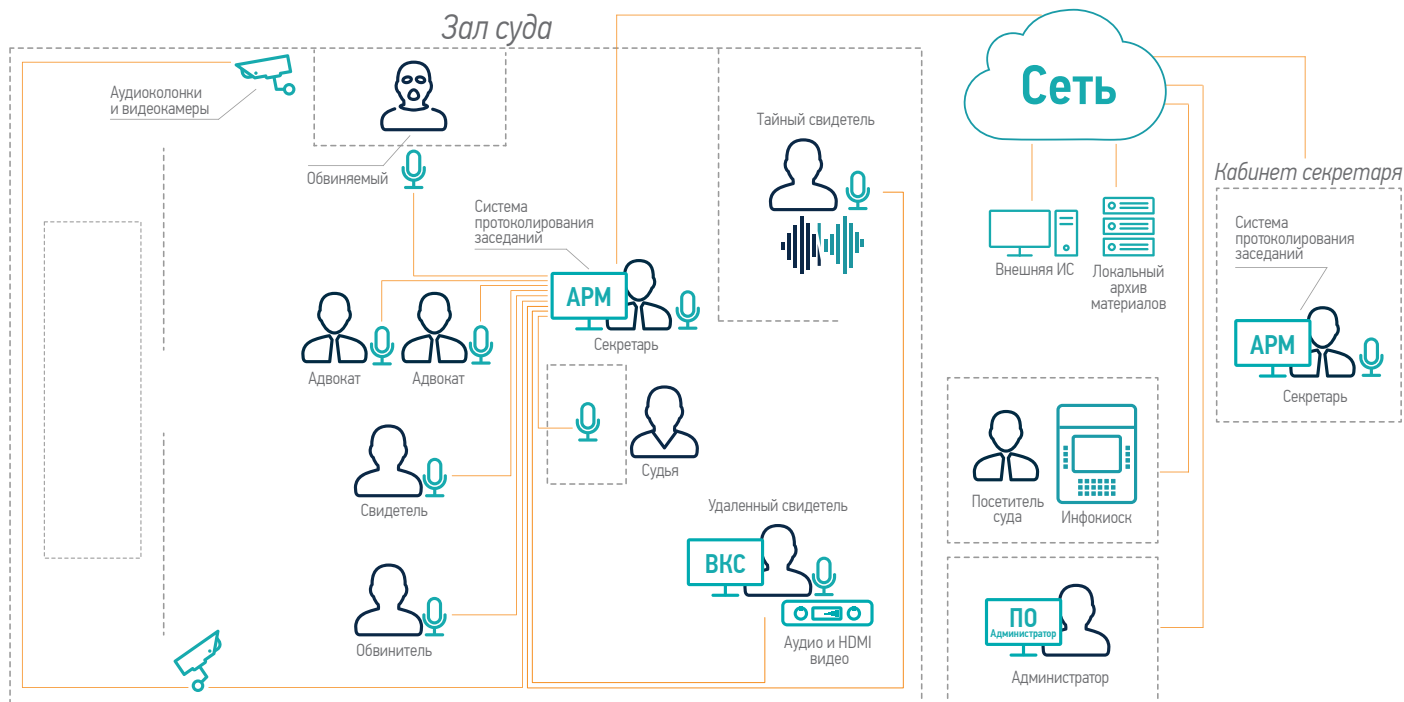 Зал суда
Аудиоколонки
и видеокамеры
Обвиняемый
Система
протоколирования
заседаний
АРМ
Секретарь
Адвокат
Адвокат
Судья
Свидетель
Обвинитель
Тайный свидетель
Удаленный свидетель
ВКС
Аудио и HDMI
видео
Сеть
Внешняя ИС
Локальный
архив
материалов
Кабинет секретаря
Система
протоколирования
заседаний
АРМ
Секретарь
Посетитель
суда
Инфокиоск
ПО
Администратор
Администратор